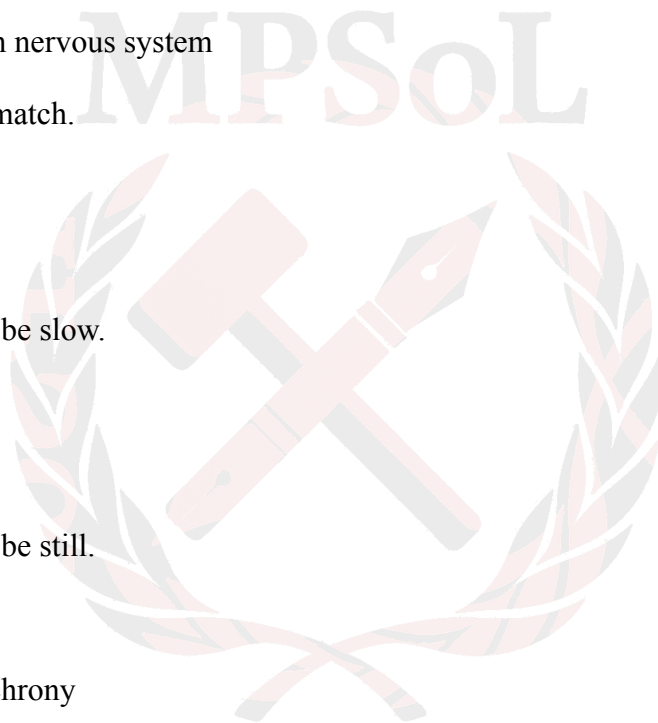 n nervous system
MPSoL
match.
be slow.
be still.
hrony